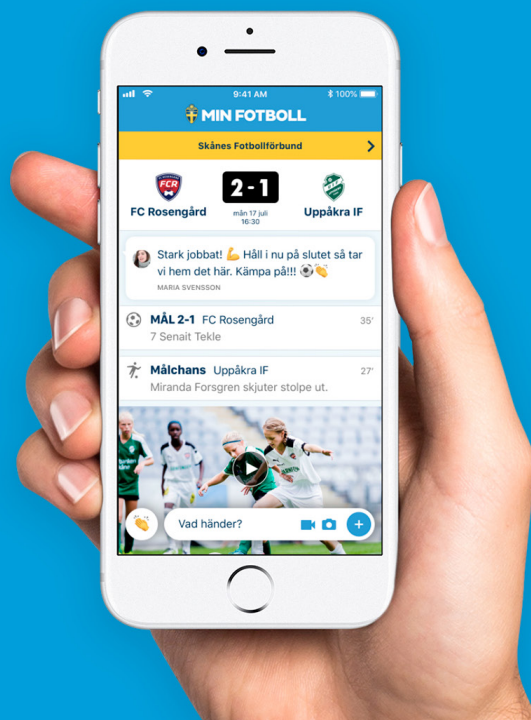 9:41 AM
100%
MIN FOTBOLL
Skånes Fotbollförbund
FCR
2-1
FC Rosengård
mån 17 juli
16:30
Uppåkra IF
Stark jobbat! 💪 Håll i nu på slutet så tar
vi hem det här. Kämpa på!!! ⚽👏
MARIA SVENSSON
MÅL 2-1 FC Rosengård
35'
7 Senait Tekle
Målchans Uppåkra IF
27'
Miranda Forsgren skjuter stolpe ut.
Vad händer?